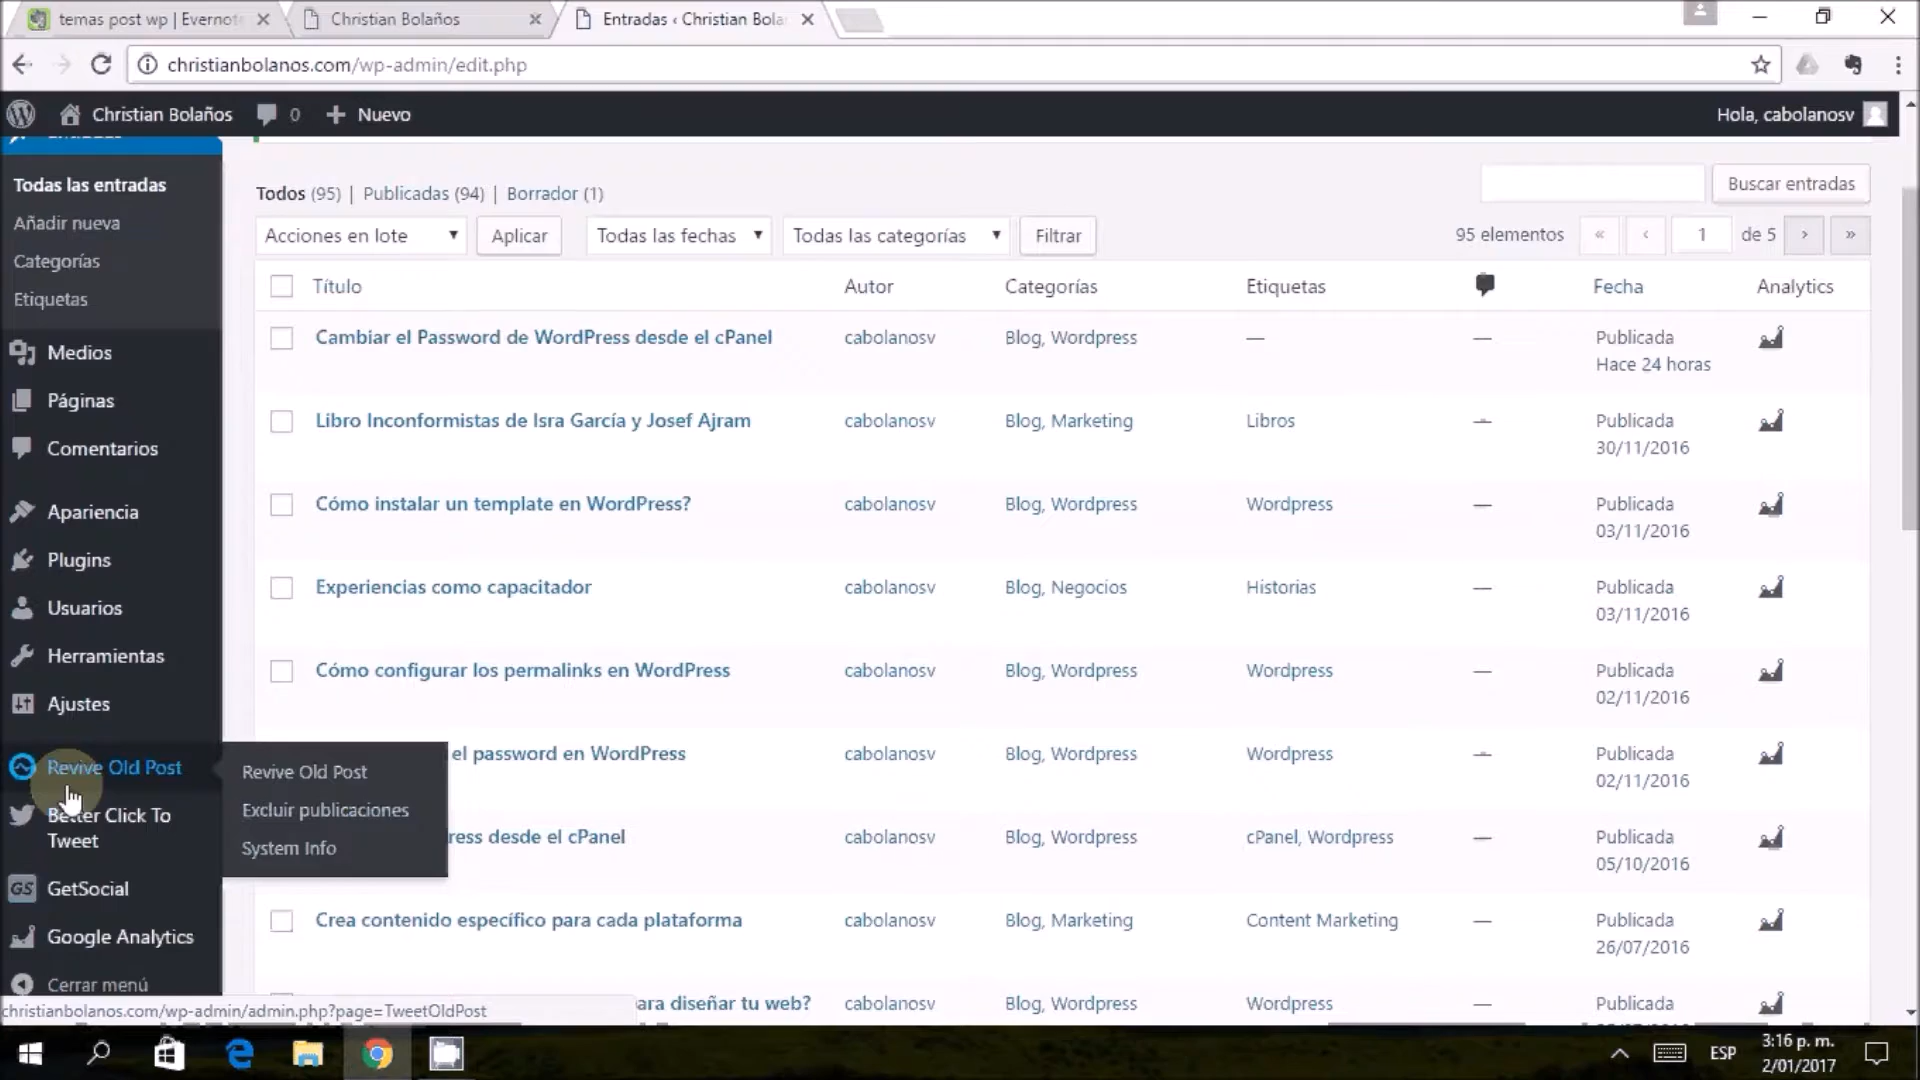 temas post wp | Evernote
Christian Bolaños
Entradas ‹ Christian Bola
christianbolanos.com/wp-admin/edit.php
Christian Bolaños 0 Nuevo Hola, cabolanosv
Todas las entradas
Añadir nueva
Categorías
Etiquetas
Medios
Páginas
Comentarios
Apariencia
Plugins
Usuarios
Herramientas
Ajustes
Revive Old Post
Better Click To
Tweet
GetSocial
Google Analytics
Cerrar menú
Revive Old Post
Excluir publicaciones
System Info
Todos (95) | Publicadas (94) | Borrador (1)
Buscar entradas
Acciones en lote Aplicar Todas las fechas Todas las categorías Filtrar 95 elementos « ‹ 1 de 5 › »
Título Autor Categorías Etiquetas Fecha Analytics
Cambiar el Password de WordPress desde el cPanel cabolanosv Blog, Wordpress — — Publicada
Hace 24 horas
Libro Inconformistas de Isra García y Josef Ajram cabolanosv Blog, Marketing Libros — Publicada
30/11/2016
Cómo instalar un template en WordPress? cabolanosv Blog, Wordpress Wordpress — Publicada
03/11/2016
Experiencias como capacitador cabolanosv Blog, Negocios Historias — Publicada
03/11/2016
Cómo configurar los permalinks en WordPress cabolanosv Blog, Wordpress Wordpress — Publicada
02/11/2016
el password en WordPress cabolanosv Blog, Wordpress Wordpress — Publicada
02/11/2016
ress desde el cPanel cabolanosv Blog, Wordpress cPanel, Wordpress — Publicada
05/10/2016
Crea contenido específico para cada plataforma cabolanosv Blog, Marketing Content Marketing — Publicada
26/07/2016
ara diseñar tu web? cabolanosv Blog, Wordpress Wordpress — Publicada
christianbolanos.com/wp-admin/admin.php?page=TweetOldPost
ESP
3:16 p. m.
2/01/2017